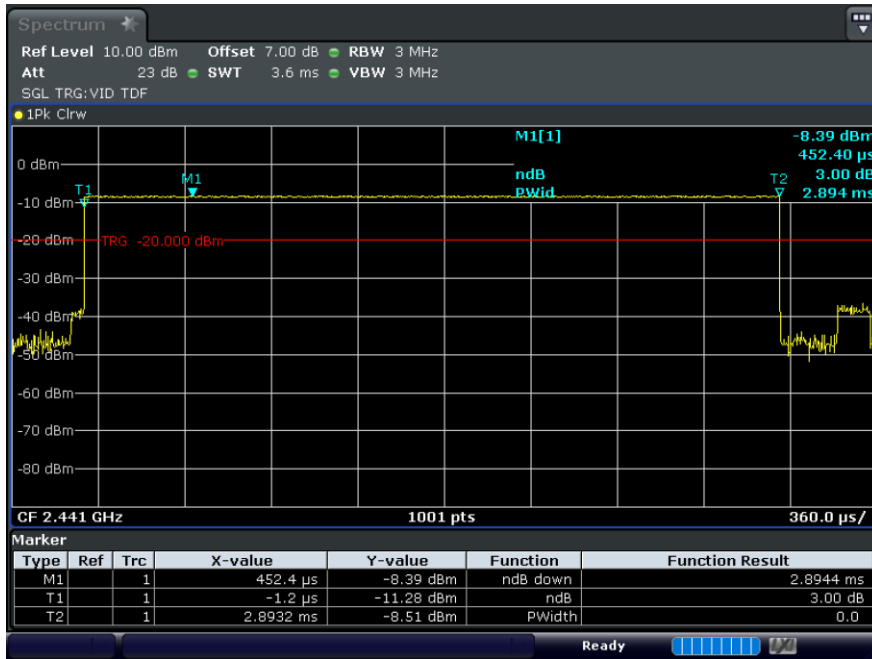 Spectrum
Ref Level 10.00 dBm Offset 7.00 dB RBW 3 MHz
Att 23 dB SWT 3.6 ms VBW 3 MHz
SGL TRG:VID TDF
1Pk Clrw
M1[1] -8.39 dBm
452.40 µs
0 dBm
ndB 3.00 dB
M1
T2
T1
PWid 2.894 ms
-10 dBm
-20 dBm TRG -20.000 dBm
-30 dBm
-40 dBm
-50 dBm
-60 dBm
-70 dBm
-80 dBm
CF 2.441 GHz 1001 pts 360.0 µs/
Marker
Type Ref Trc X-value Y-value Function Function Result
M1 1 452.4 µs -8.39 dBm ndB down 2.8944 ms
T1 1 -1.2 µs -11.28 dBm ndB 3.00 dB
T2 1 2.8932 ms -8.51 dBm PWidth 0.0
Ready